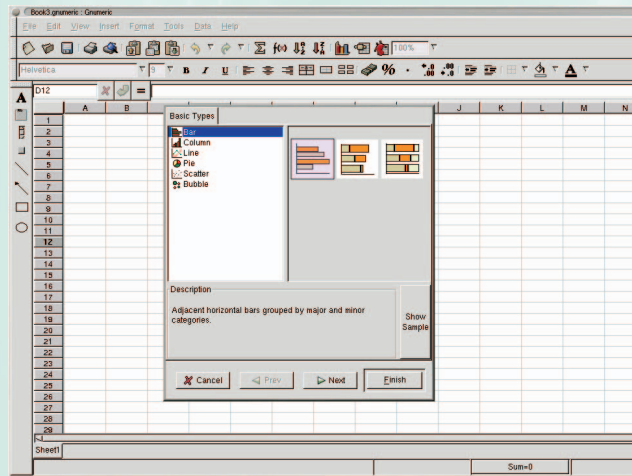 Book3.gnumeric : Gnumeric
File Edit View Insert Format Tools Data Help
100%
Helvetica 9 B I U % .00 .00 A
D12 =
A
A B J K L M N
Basic Types
1
2
3
4
5
6
7
8
9
10
11
12
13
14
15
16
17
18
19
20
21
22
23
24
25
26
27
28
29
Bar
Column
Line
Pie
Scatter
Bubble
Description
Adjacent horizontal bars grouped by major and minor
categories.
Show
Sample
Cancel Prev Next Finish
Sheet1
Sum=0